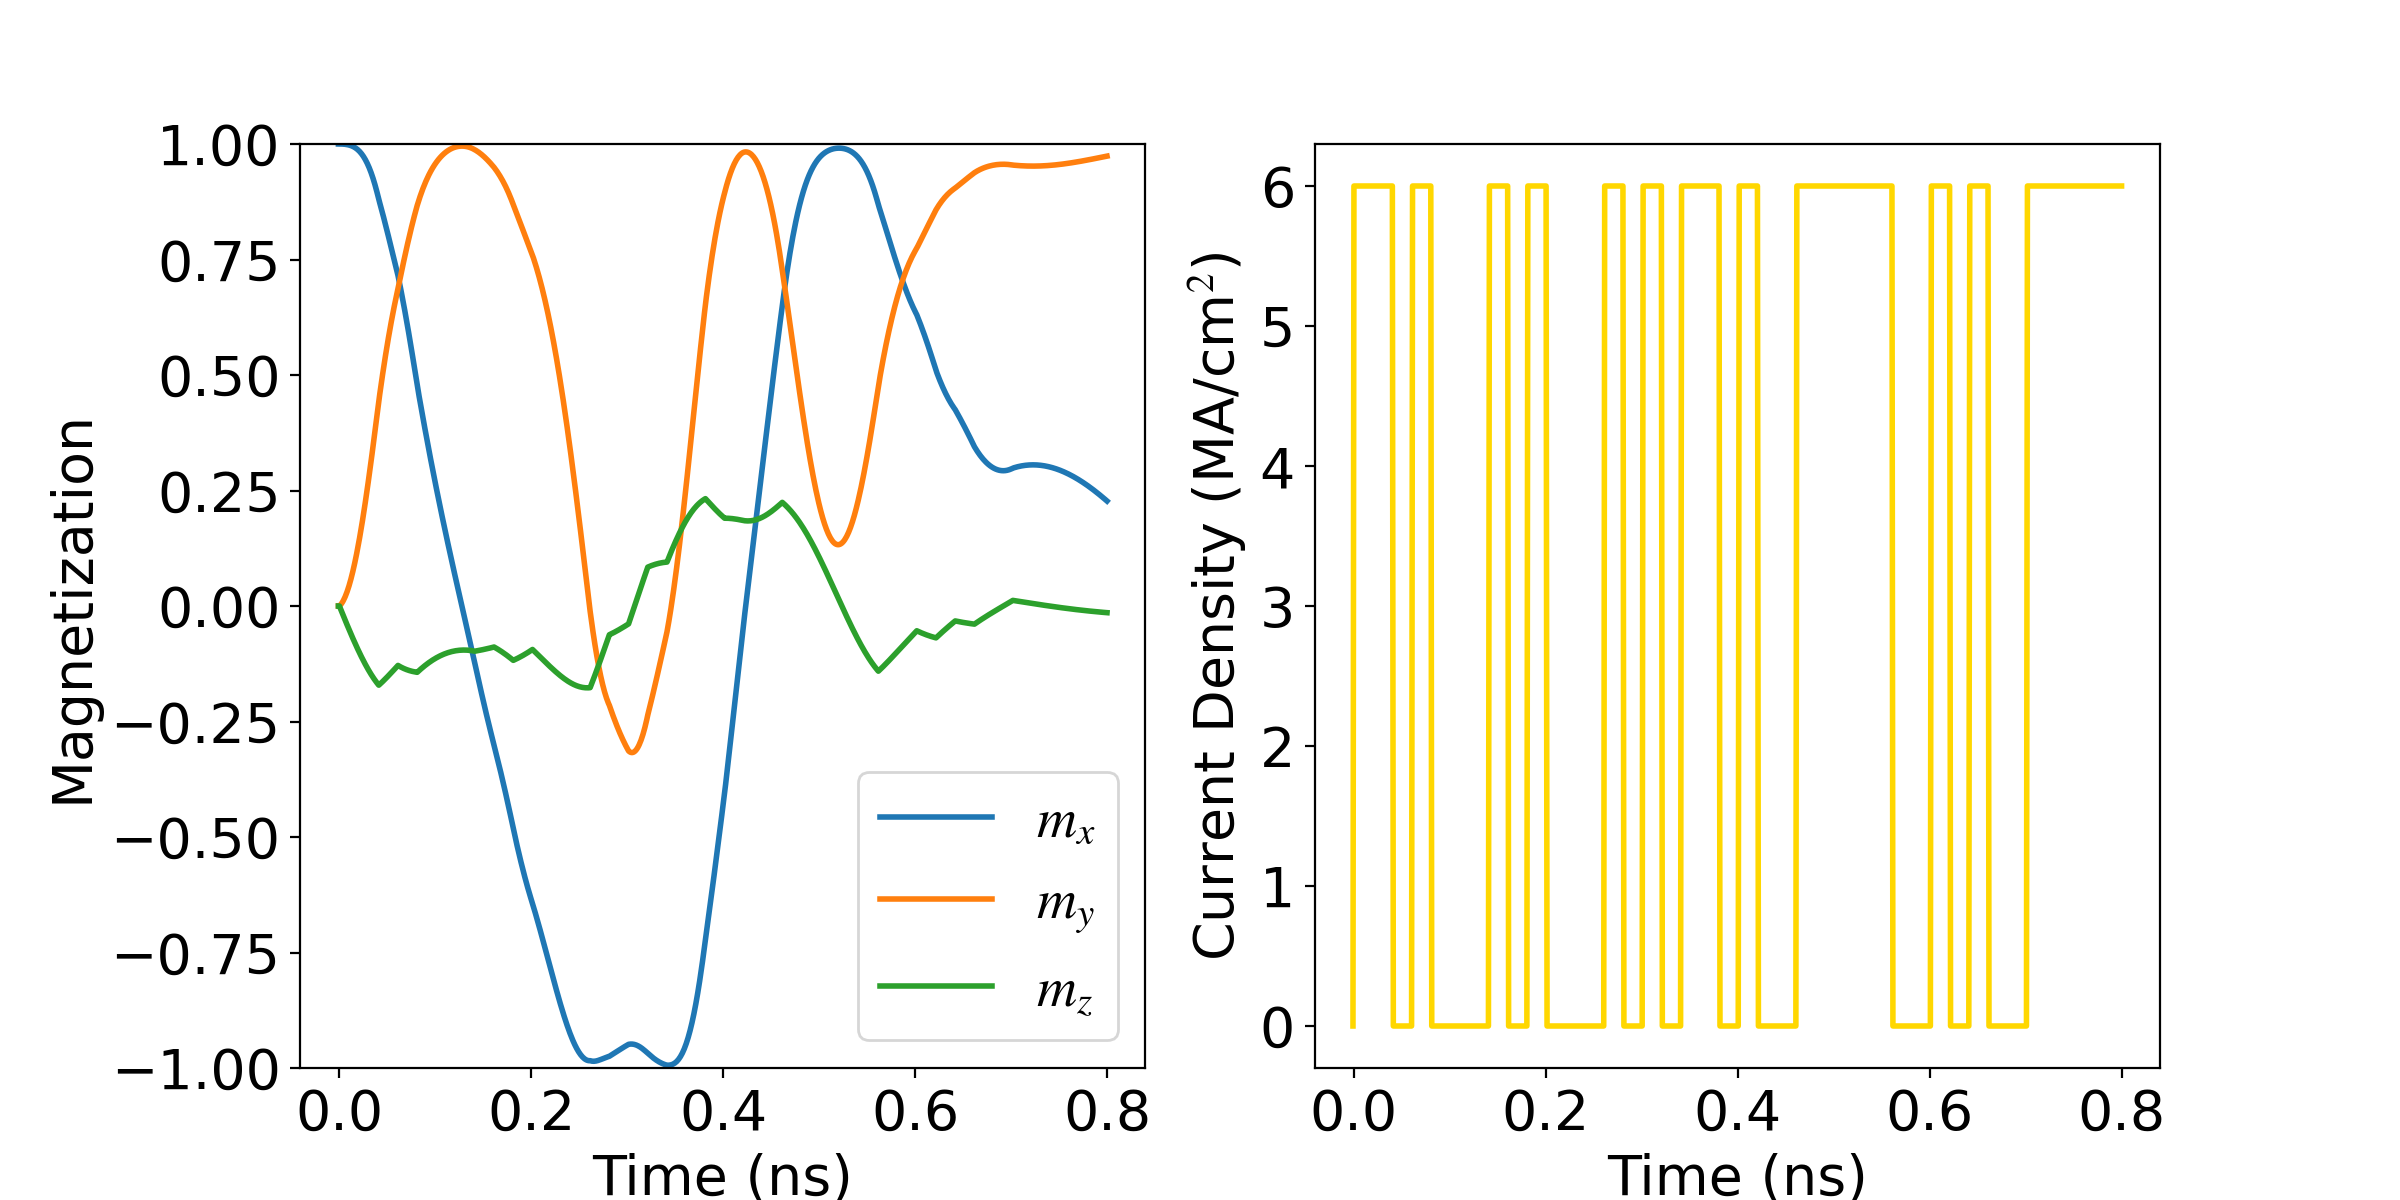 1.00
0.75
0.50
0.25
0.00
−0.25
−0.50
−0.75
−1.00
Magnetization
0.0 0.2 0.4 0.6 0.8
Time (ns)
m_x
m_y
m_z
6
5
4
3
2
1
0
Current Density (MA/cm²)
0.0 0.2 0.4 0.6 0.8
Time (ns)